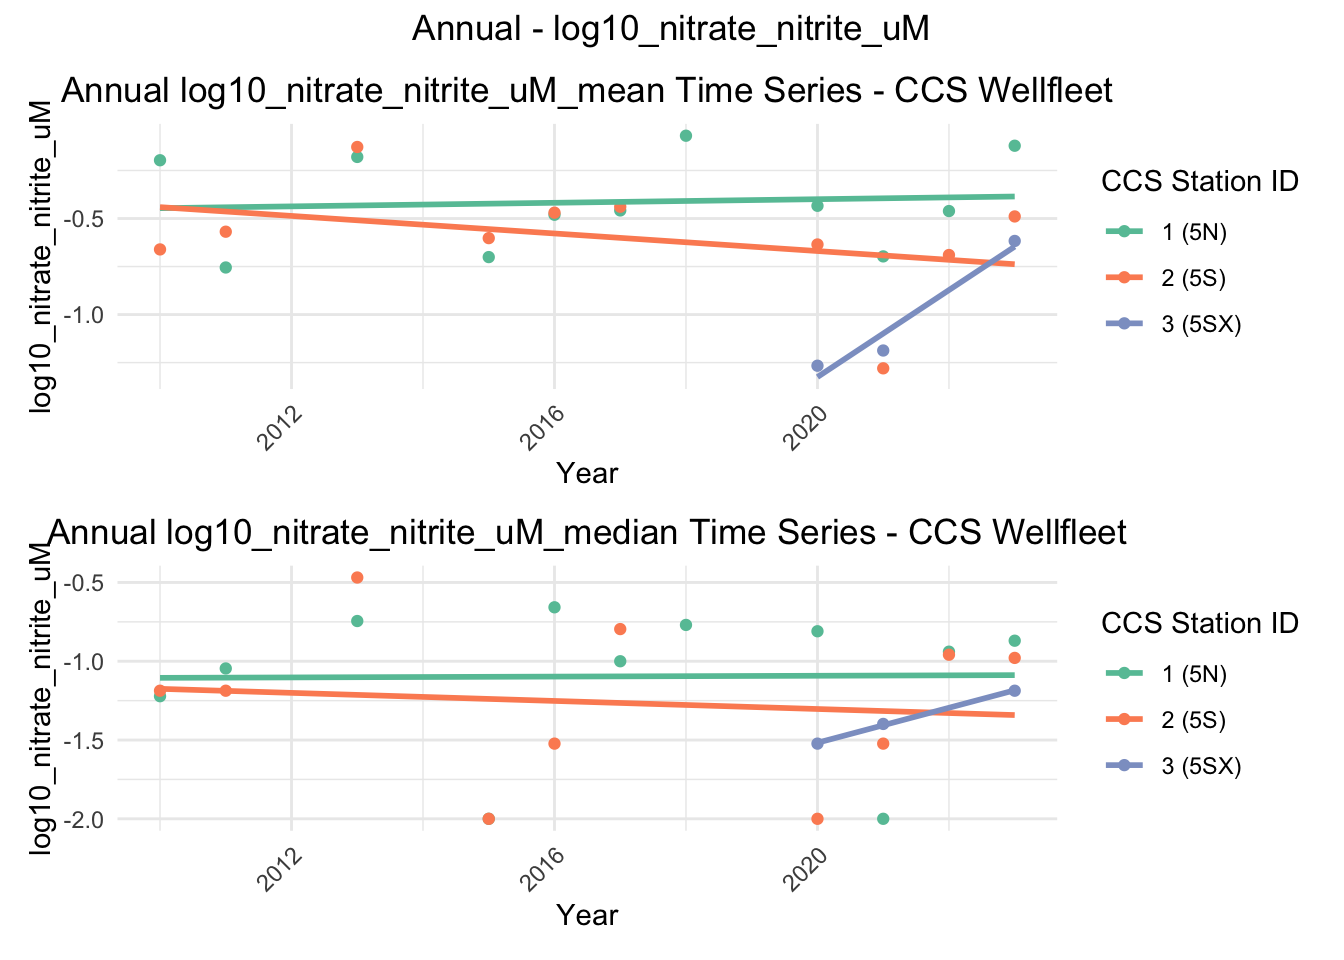 Annual - log10_nitrate_nitrite_uM
Annual log10_nitrate_nitrite_uM_mean Time Series - CCS Wellfleet
log10_nitrate_nitrite_uM
-0.5
-1.0
2012
2016
2020
Year
CCS Station ID
1 (5N)
2 (5S)
3 (5SX)
Annual log10_nitrate_nitrite_uM_median Time Series - CCS Wellfleet
log10_nitrate_nitrite_uM
-0.5
-1.0
-1.5
-2.0
2012
2016
2020
Year
CCS Station ID
1 (5N)
2 (5S)
3 (5SX)